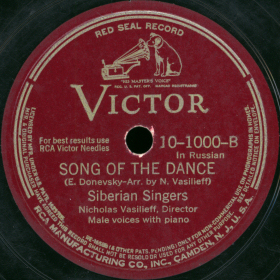 RED SEAL RECORD
"HIS MASTER'S VOICE"
VICTOR
For best results use
RCA Victor Needles
10-1000-B
In Russian
SONG OF THE DANCE
(E. Donevsky-Arr. by N. Vasilieff)
Siberian Singers
Nicholas Vasilieff, Director
Male voices with piano
RCA MANUFACTURING CO., INC., CAMDEN, N.J., U.S.A.